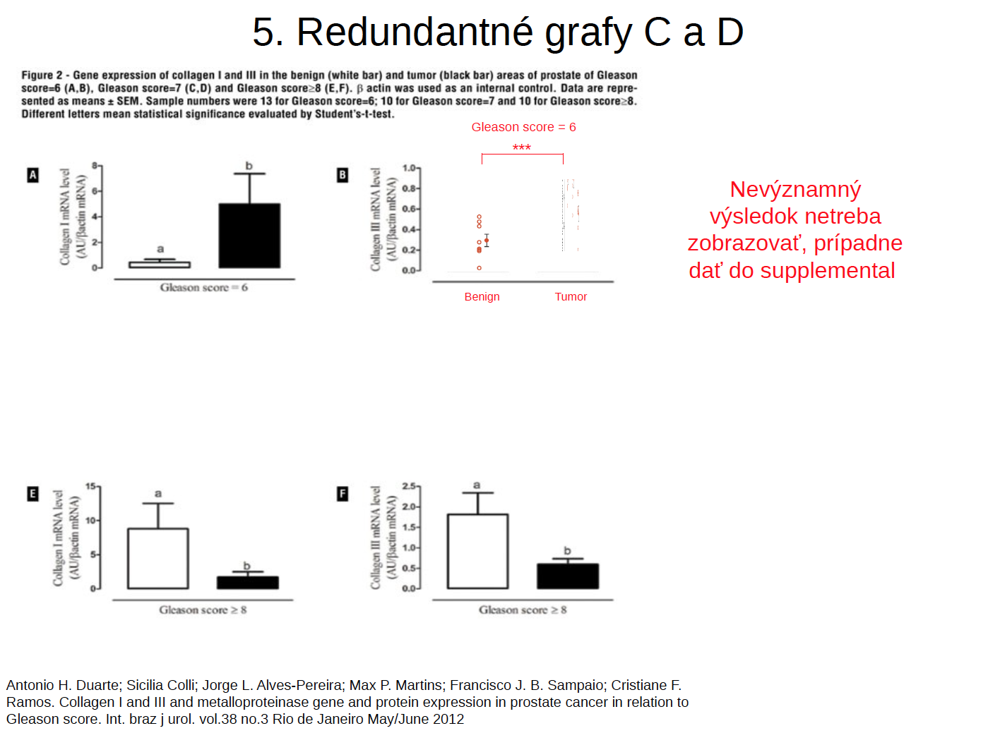 5. Redundantné grafy C a D
Figure 2 - Gene expression of collagen I and III in the benign (white bar) and tumor (black bar) areas of prostate of Gleason
score=6 (A,B), Gleason score=7 (C,D) and Gleason score≥8 (E,F). β actin was used as an internal control. Data are repre-
sented as means ± SEM. Sample numbers were 13 for Gleason score=6; 10 for Gleason score=7 and 10 for Gleason score≥8.
Different letters mean statistical significance evaluated by Student's-t-test.
A
Collagen I mRNA level
(AU/βactin mRNA)
8
6
4
2
0
a
b
Gleason score = 6
B
Gleason score = 6
***
Collagen III mRNA level
(AU/βactin mRNA)
1.0
0.8
0.6
0.4
0.2
0.0
Benign
Tumor
Nevýznamný
výsledok netreba
zobrazovať, prípadne
dať do supplemental
E
Collagen I mRNA level
(AU/βactin mRNA)
15
10
5
0
a
b
Gleason score ≥ 8
F
Collagen III mRNA level
(AU/βactin mRNA)
2.5
2.0
1.5
1.0
0.5
0.0
a
b
Gleason score ≥ 8
Antonio H. Duarte; Sicilia Colli; Jorge L. Alves-Pereira; Max P. Martins; Francisco J. B. Sampaio; Cristiane F.
Ramos. Collagen I and III and metalloproteinase gene and protein expression in prostate cancer in relation to
Gleason score. Int. braz j urol. vol.38 no.3 Rio de Janeiro May/June 2012